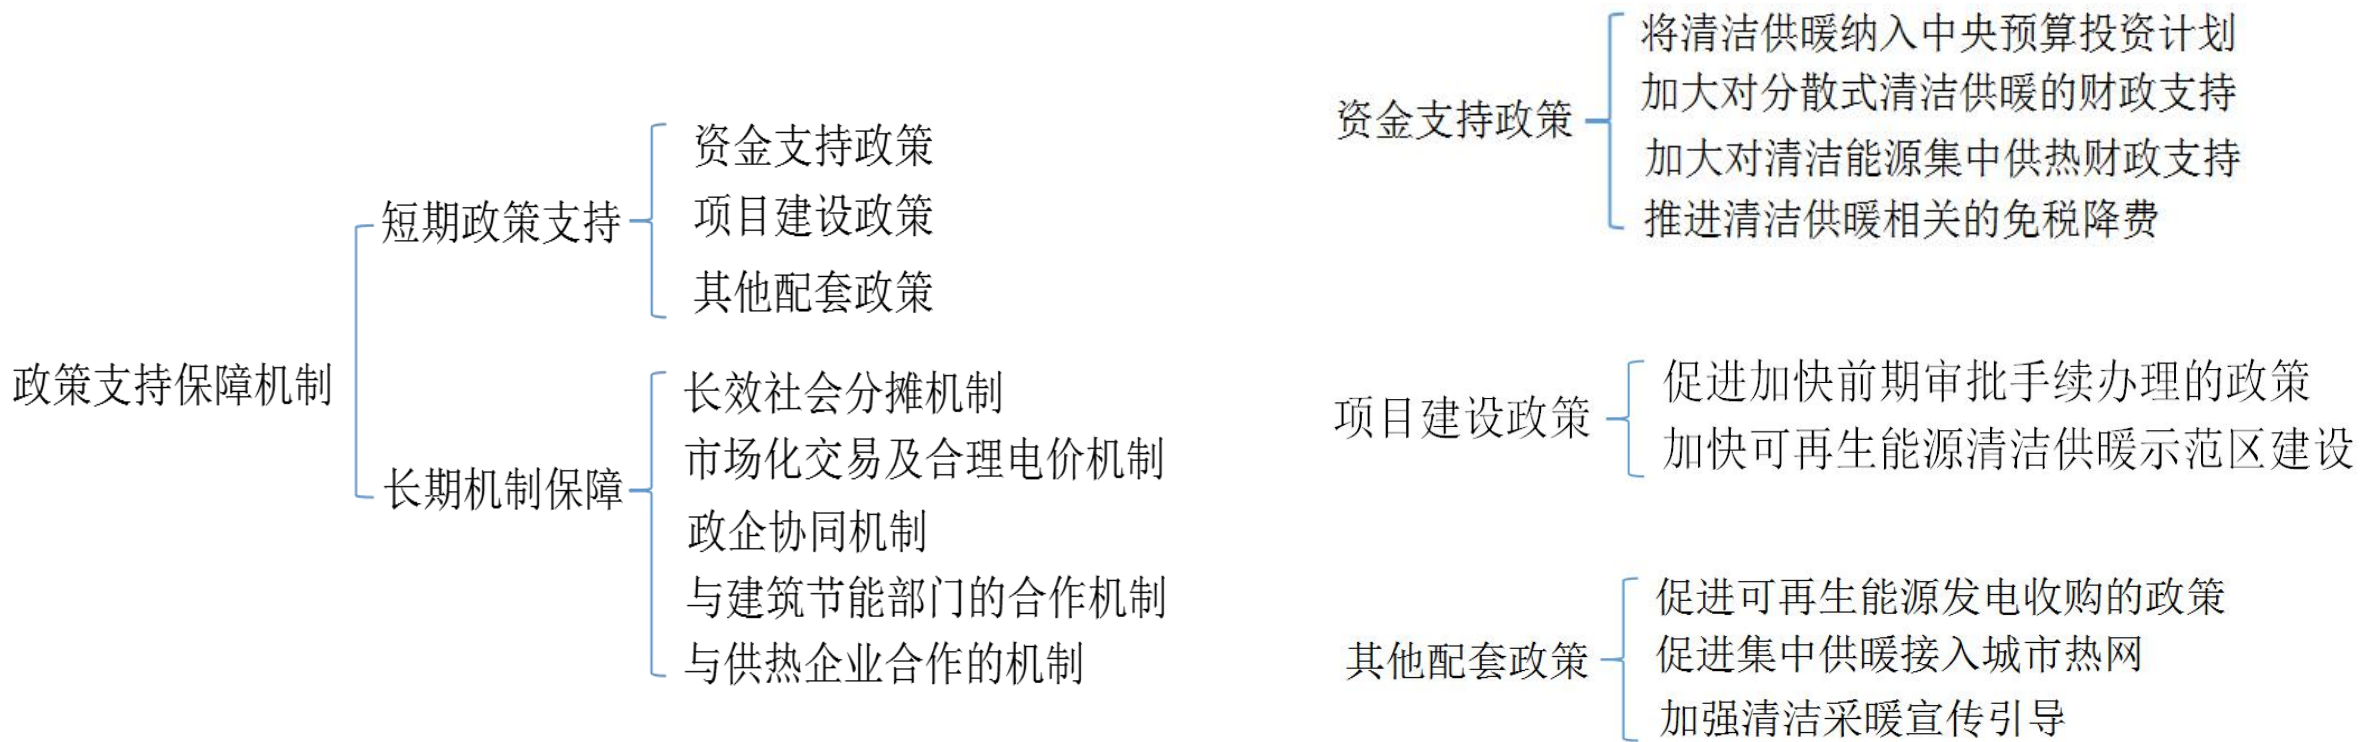 政策支持保障机制
短期政策支持
资金支持政策
项目建设政策
其他配套政策
长期机制保障
长效社会分摊机制
市场化交易及合理电价机制
政企协同机制
与建筑节能部门的合作机制
与供热企业合作的机制
资金支持政策
将清洁供暖纳入中央预算投资计划
加大对分散式清洁供暖的财政支持
加大对清洁能源集中供热财政支持
推进清洁供暖相关的免税降费
项目建设政策
促进加快前期审批手续办理的政策
加快可再生能源清洁供暖示范区建设
其他配套政策
促进可再生能源发电收购的政策
促进集中供暖接入城市热网
加强清洁采暖宣传引导